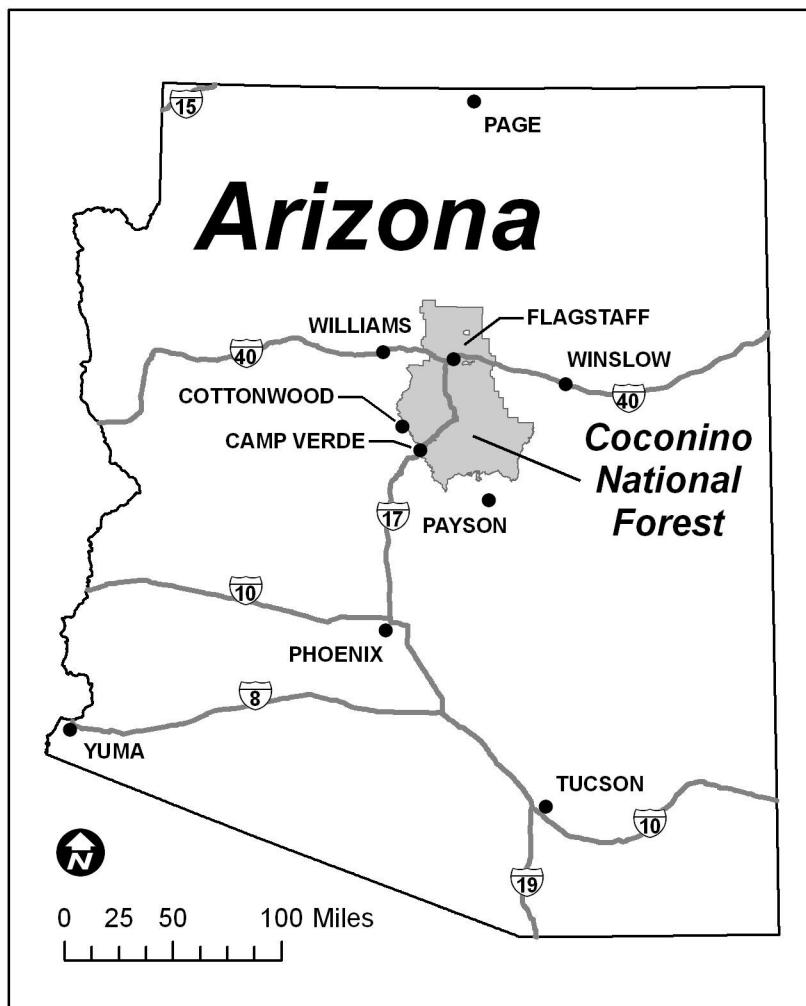 15
PAGE
Arizona
FLAGSTAFF
WILLIAMS
40
WINSLOW
COTTONWOOD
40
CAMP VERDE
Coconino
National
Forest
17
PAYSON
10
PHOENIX
8
YUMA
TUCSON
10
N
19
0 25 50 100 Miles